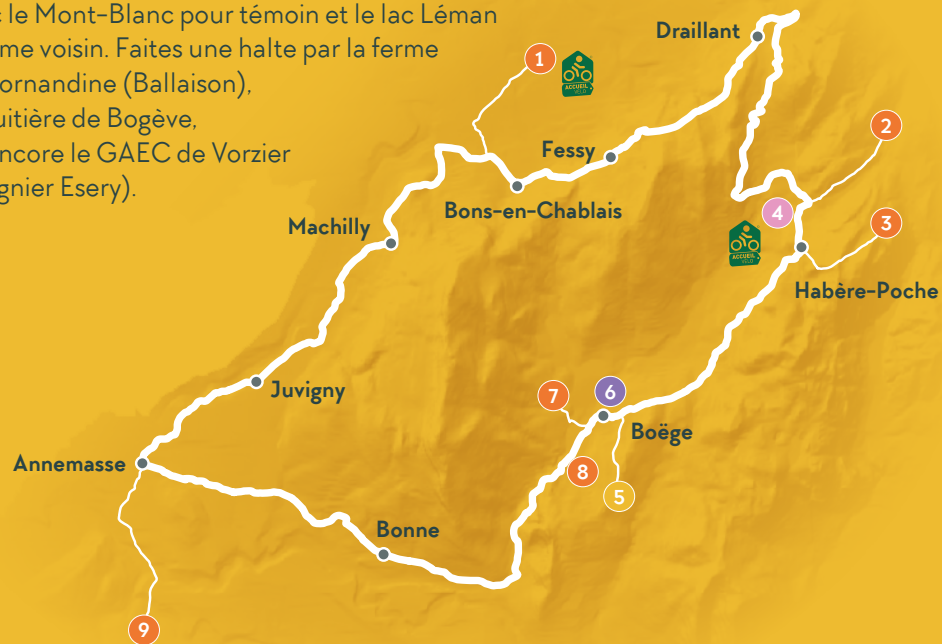 le Mont-Blanc pour témoin et le lac Léman
me voisin. Faites une halte par la ferme
ornandine (Ballaison),
uitière de Bogève,
ncore le GAEC de Vorzier
gnier Esery).
Draillant
1
ACCUEIL
VÉLO
2
Fessy
Bons-en-Chablais
4
3
Machilly
ACCUEIL
VÉLO
Habère-Poche
Juvigny
7
6
Boëge
Annemasse
8
5
Bonne
9